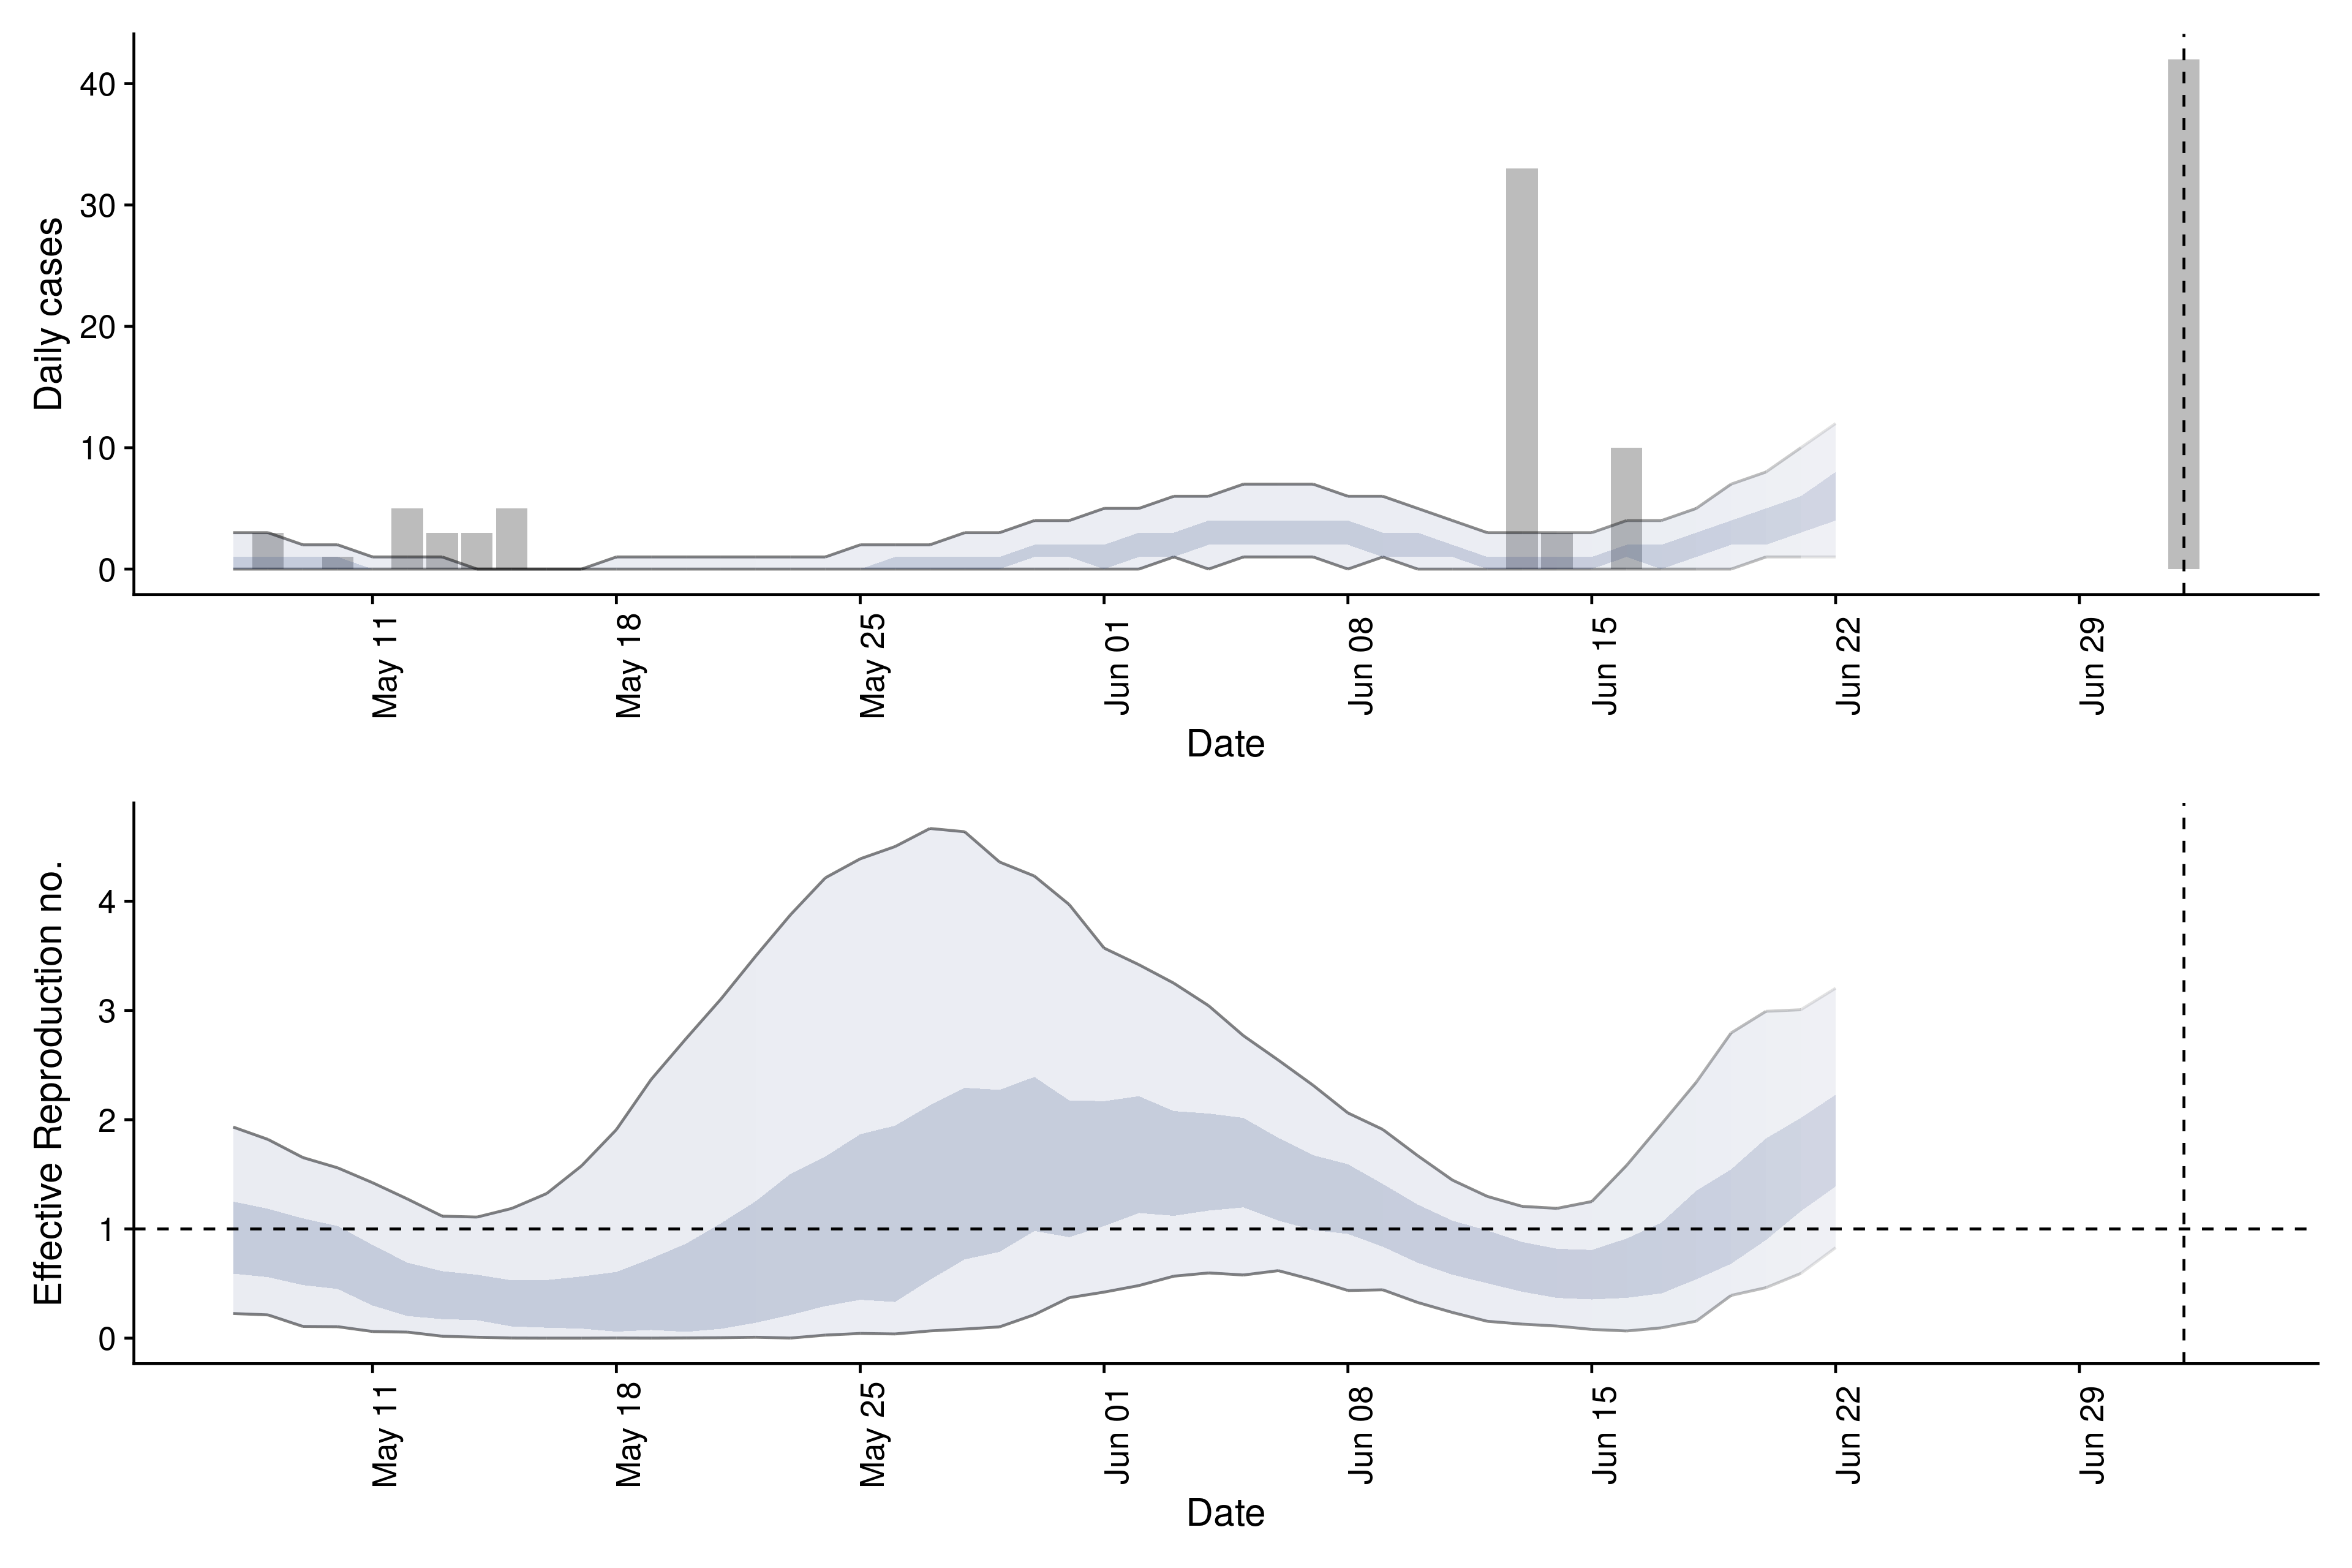 Daily cases
40
30
20
10
0
May 11
May 18
May 25
Jun 01
Jun 08
Jun 15
Jun 22
Jun 29
Date
Effective Reproduction no.
4
3
2
1
0
May 11
May 18
May 25
Jun 01
Jun 08
Jun 15
Jun 22
Jun 29
Date